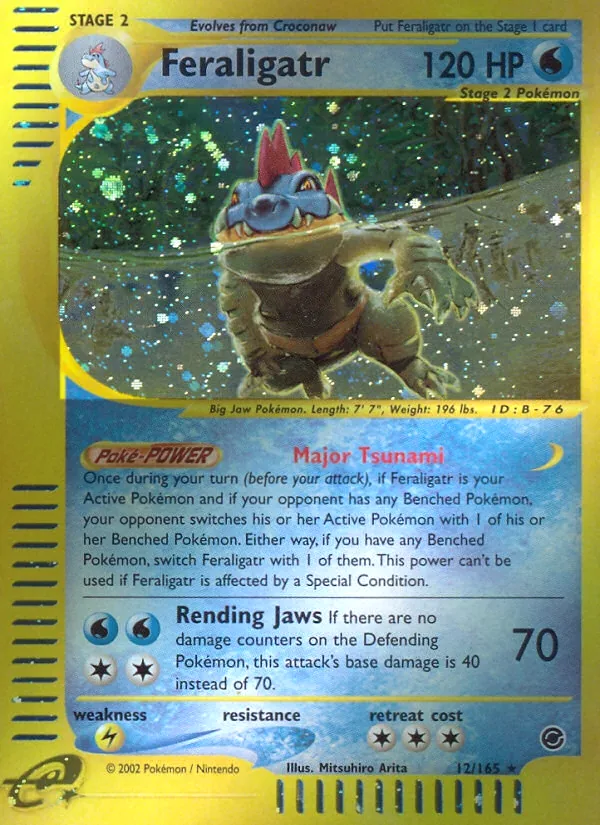 STAGE 2
Evolves from Croconaw
Put Feraligatr on the Stage 1 card
Feraligatr
120 HP
Stage 2 Pokémon
Big Jaw Pokémon. Length: 7' 7", Weight: 196 lbs. ID:B-76
Poké-POWER
Major Tsunami
Once during your turn (before your attack), if Feraligatr is your
Active Pokémon and if your opponent has any Benched Pokémon,
your opponent switches his or her Active Pokémon with 1 of his or
her Benched Pokémon. Either way, if you have any Benched
Pokémon, switch Feraligatr with 1 of them. This power can't be
used if Feraligatr is affected by a Special Condition.
Rending Jaws If there are no
damage counters on the Defending
Pokémon, this attack's base damage is 40
instead of 70.
70
weakness
resistance
retreat cost
© 2002 Pokémon / Nintendo
Illus. Mitsuhiro Arita
12/165 ★
e